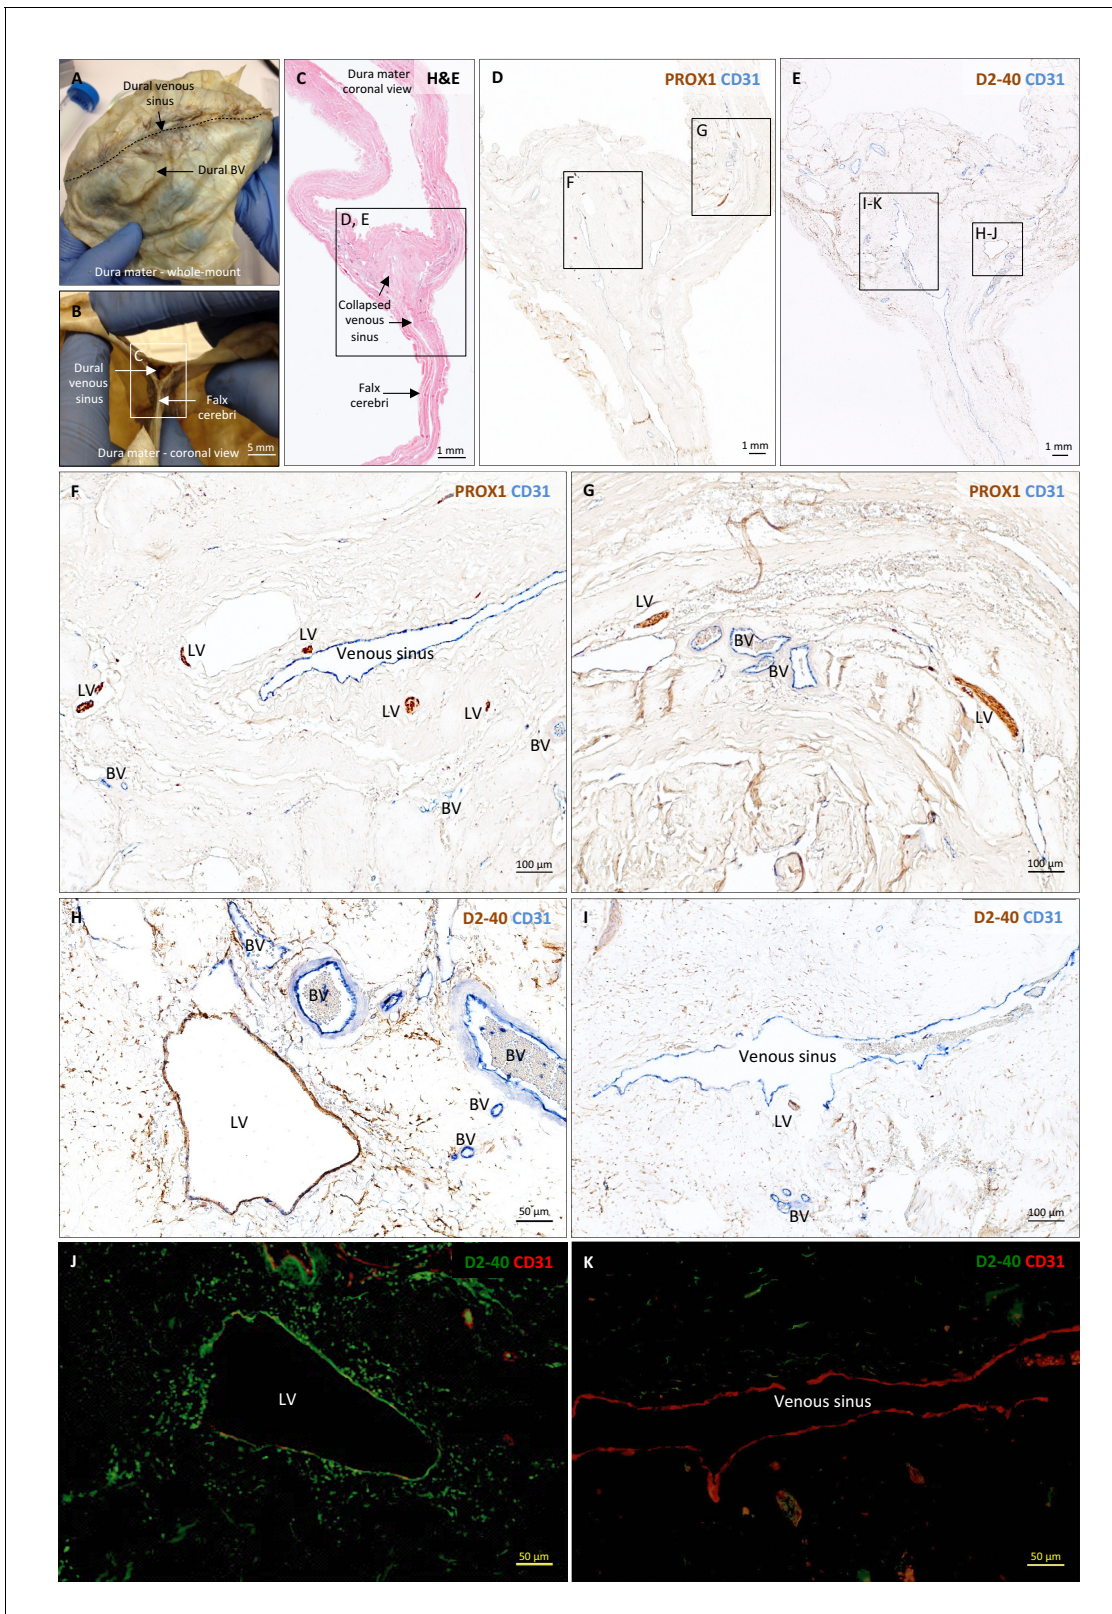 A
Dural venous
sinus
Dural BV
Dura mater - whole-mount
B
C
Dural
venous
sinus
Falx
cerebri
5 mm
Dura mater - coronal view
C
Dura mater
coronal view
H&E
D, E
Collapsed
venous
sinus
Falx
cerebri
1 mm
D
PROX1 CD31
G
F
1 mm
E
D2-40 CD31
I-K
H-J
1 mm
F
PROX1 CD31
LV
LV
Venous sinus
LV
LV
LV
BV
BV
BV
100 µm
G
PROX1 CD31
LV
BV
BV
LV
100 µm
H
D2-40 CD31
BV
BV
BV
LV
BV
BV
50 µm
I
D2-40 CD31
Venous sinus
LV
BV
100 µm
J
D2-40 CD31
LV
50 µm
K
D2-40 CD31
Venous sinus
50 µm